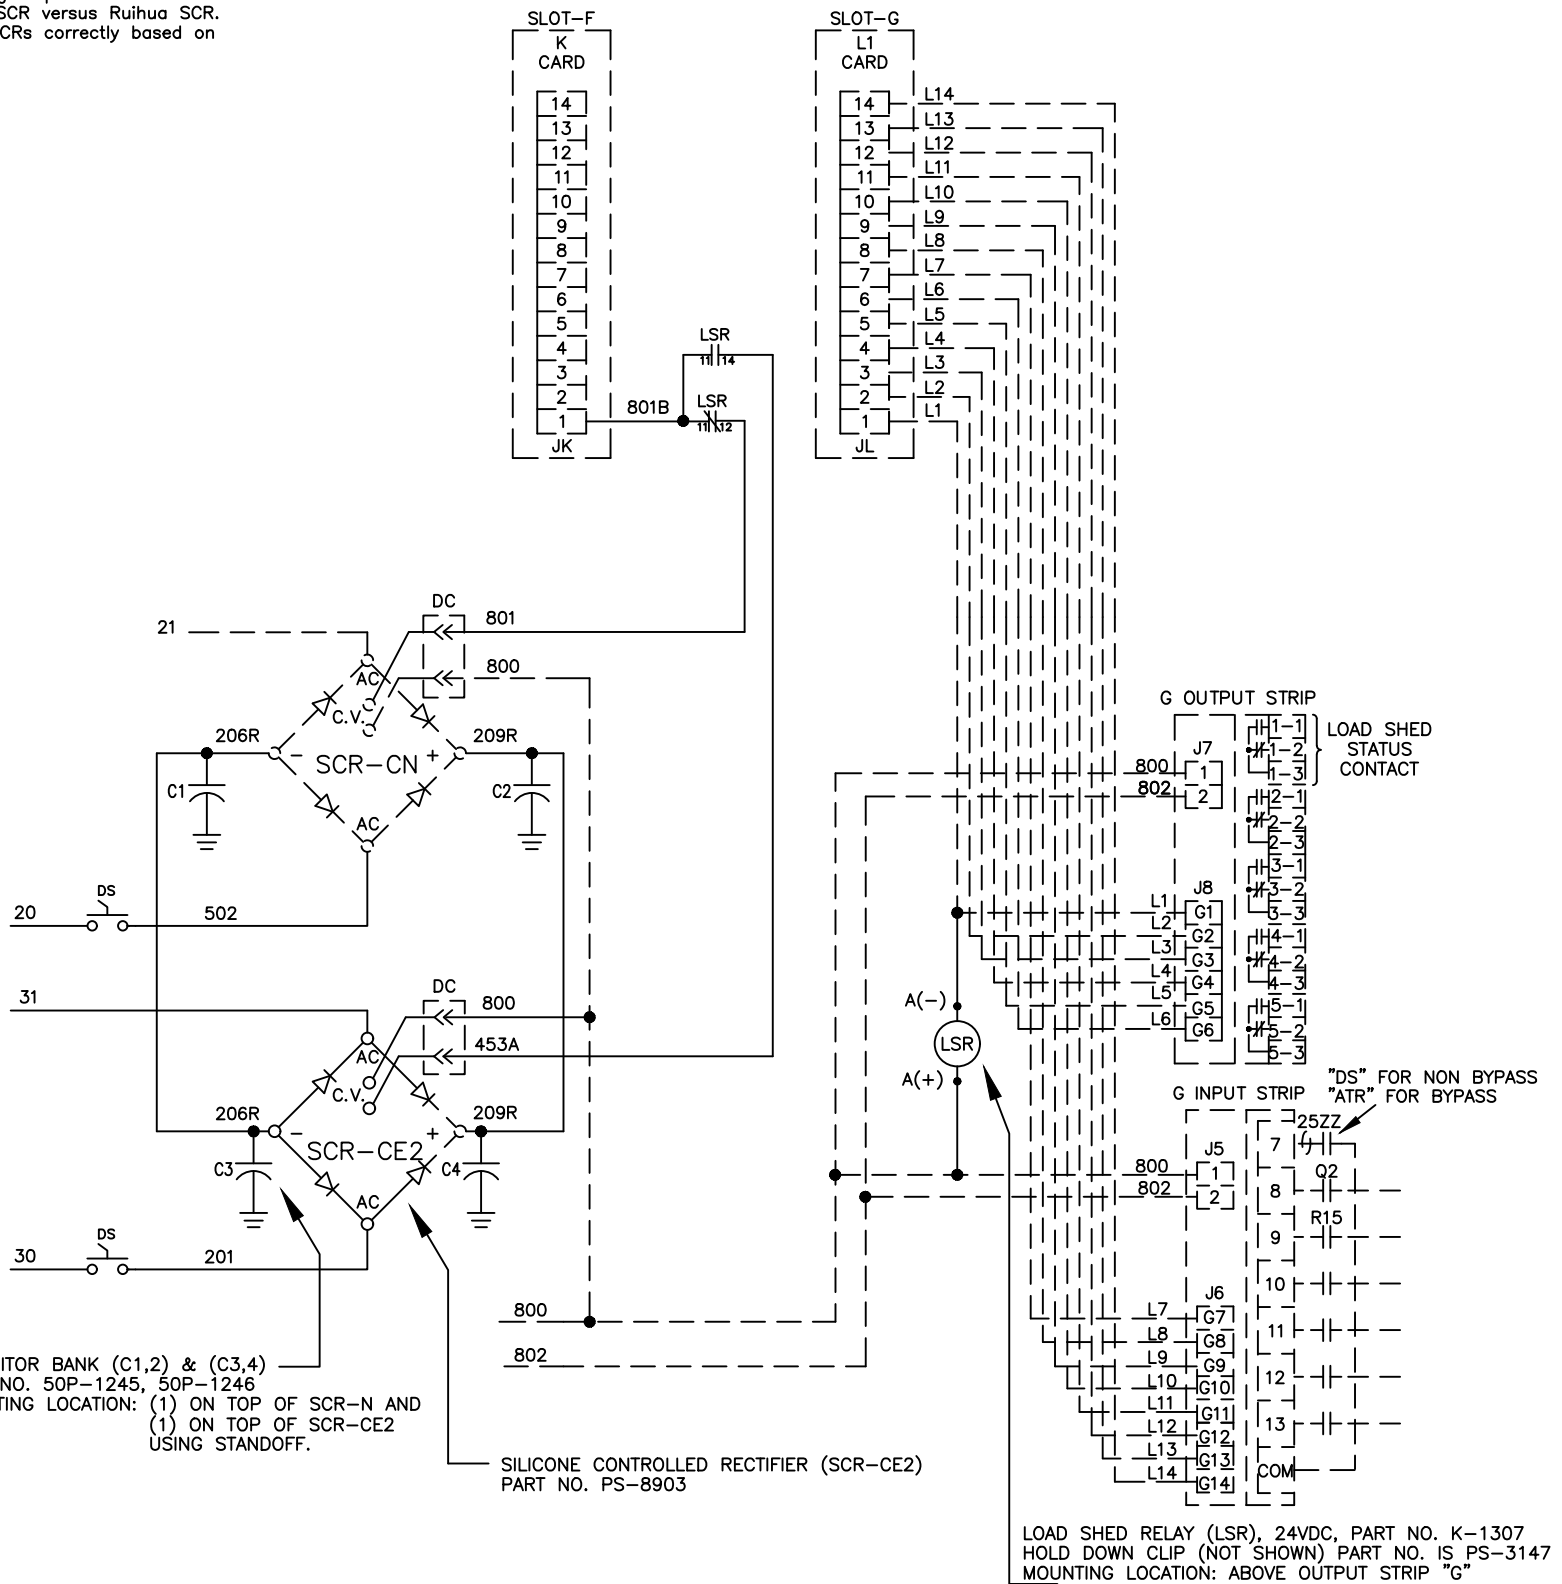 SCR versus Ruihua SCR.
CRs correctly based on
SLOT-F
K
CARD
14
13
12
11
10
9
8
7
6
5
4
3
2
1
JK
801B
LSR
11 14
LSR
11 12
SLOT-G
L1
CARD
14 L14
13 L13
12 L12
11 L11
10 L10
9 L9
8 L8
7 L7
6 L6
5 L5
4 L4
3 L3
2 L2
1 L1
JL
21
DC
801
800
AC
C.V.
206R
209R
- SCR-CN +
C1
C2
AC
DS
20
502
31
DC
800
453A
AC
C.V.
206R
209R
- SCR-CE2 +
C3
C4
AC
DS
30
201
800
802
ITOR BANK (C1,2) & (C3,4)
NO. 50P-1245, 50P-1246
TING LOCATION: (1) ON TOP OF SCR-N AND
(1) ON TOP OF SCR-CE2
USING STANDOFF.
SILICONE CONTROLLED RECTIFIER (SCR-CE2)
PART NO. PS-8903
G OUTPUT STRIP
J7
800 1
802 2
1-1
1-2
1-3
LOAD SHED
STATUS
CONTACT
2-1
2-2
2-3
3-1
3-2
3-3
4-1
4-2
4-3
5-1
5-2
5-3
J8
L1 G1
L2 G2
L3 G3
L4 G4
L5 G5
L6 G6
A(-)
LSR
A(+)
G INPUT STRIP
"DS" FOR NON BYPASS
"ATR" FOR BYPASS
J5
800 1
802 2
7 25ZZ
8 Q2
9 R15
10
11
12
13
COM
J6
L7 G7
L8 G8
L9 G9
L10 G10
L11 G11
L12 G12
L13 G13
L14 G14
LOAD SHED RELAY (LSR), 24VDC, PART NO. K-1307
HOLD DOWN CLIP (NOT SHOWN) PART NO. IS PS-3147
MOUNTING LOCATION: ABOVE OUTPUT STRIP "G"